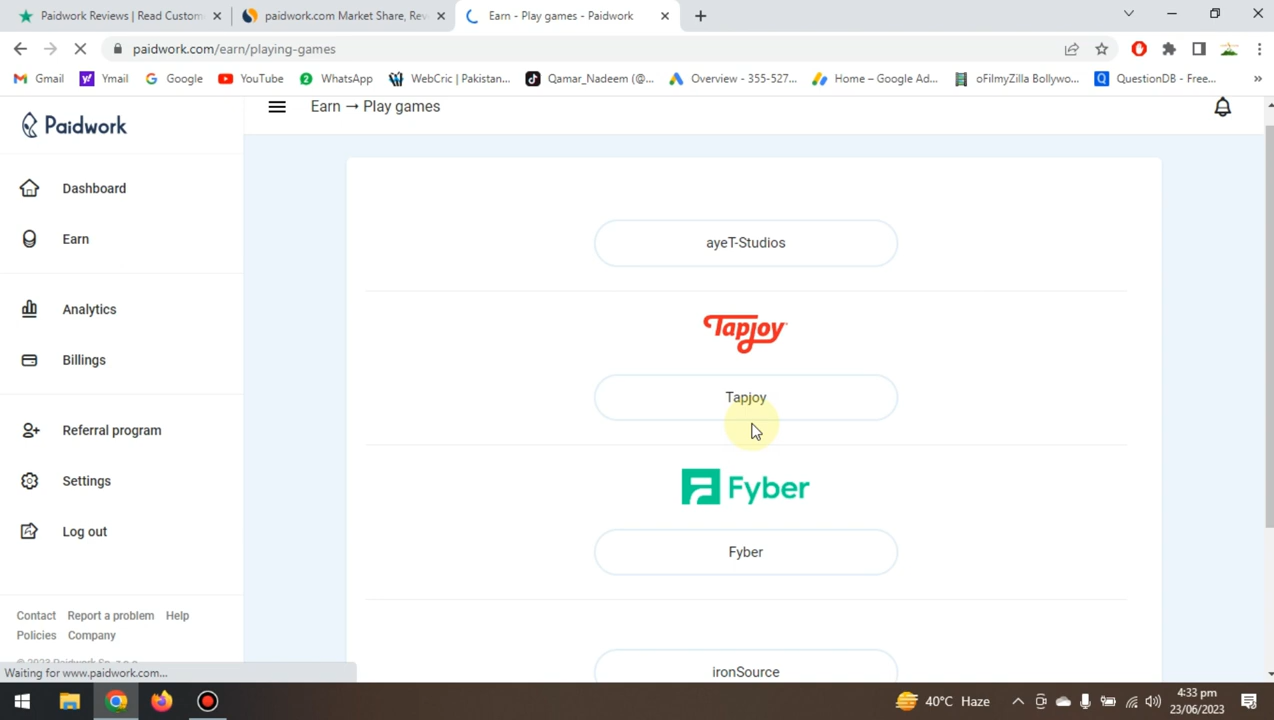 Paidwork Reviews | Read Custom
paidwork.com Market Share, Rev
Earn - Play games - Paidwork
paidwork.com/earn/playing-games
Gmail
Ymail
Google
YouTube
WhatsApp
WebCric | Pakistan...
Qamar_Nadeem (@...
Overview - 355-527...
Home – Google Ad...
oFilmyZilla Bollywo...
QuestionDB - Free...
»
Paidwork
Earn → Play games
Dashboard
Earn
Analytics
Billings
Referral program
Settings
Log out
Contact Report a problem Help
Policies Company
© 2023 Paidwork Sp. z o.o.
ayeT-Studios
Tapjoy
Tapjoy
Fyber
Fyber
ironSource
Waiting for www.paidwork.com...
40°C Haze
4:33 pm
23/06/2023